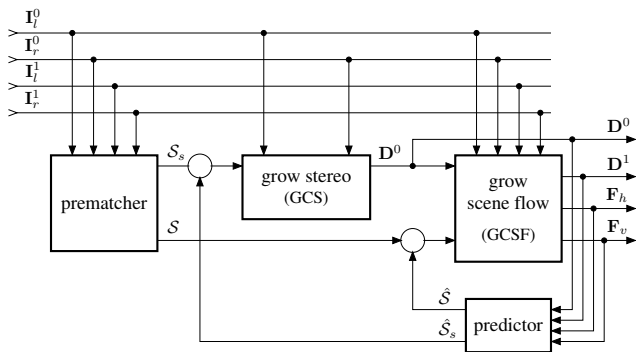 I_l^0
I_r^0
I_l^1
I_r^1
D^0
D^1
F_h
F_v
S_s
D^0
prematcher
grow stereo
(GCS)
grow
scene flow
(GCSF)
S
Ŝ
Ŝ_s
predictor